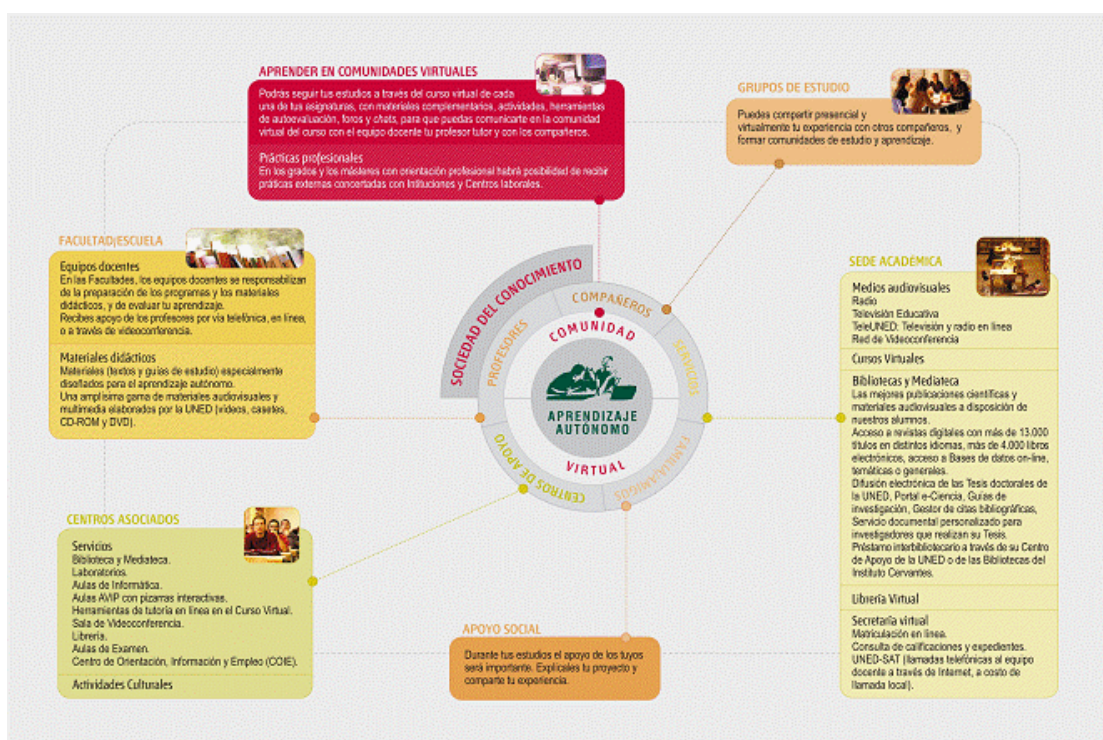 APRENDER EN COMUNIDADES VIRTUALES
Podrás seguir tus estudios a través del curso virtual de cada
una de tus asignaturas, con materiales complementarios, actividades, herramientas
de autoevaluación, foros y chats, para que puedas comunicarte en la comunidad
virtual del curso con el equipo docente tu profesor tutor y con los compañeros.
Prácticas profesionales
En los grados y los másteres con orientación profesional habrá posibilidad de recibir
práticas externas concertadas con Intituciones y Centros laborales.
GRUPOS DE ESTUDIO
Puedes compartir presencial y
virtualmente tu experiencia con otros compañeros, y
formar comunidades de estudio y aprendizaje.
FACULTAD/ESCUELA
Equipos docentes
En las Facultades, los equipos docentes se responsabilizan
de la preparación de los programas y los materiales
didácticos, y de evaluar tu aprendizaje.
Recibes apoyo de los profesores por vía telefónica, en línea,
o a través de videoconferencia.
Materiales didácticos
Materiales (textos y guías de estudio) especialmente
diseñados para el aprendizaje autónomo.
Una amplísima gama de materiales audiovisuales y
multimedia elaborados por la UNED (vídeos, casetes,
CD-ROM y DVD).
SOCIEDAD DEL CONOCIMIENTO
PROFESORES
COMPAÑEROS
SERVICIOS
FAMILIA/AMIGOS
CENTROS DE APOYO
COMUNIDAD
VIRTUAL
APRENDIZAJE
AUTÓNOMO
SEDE ACADÉMICA
Medios audiovisuales
Radio
Televisión Educativa
TeleUNED: Televisión y radio en línea
Red de Videoconferencia
Cursos Virtuales
Bibliotecas y Mediateca
Las mejores publicaciones científicas y
materiales audiovisuales a disposición de
nuestros alumnos.
Acceso a revistas digitales con más de 13.000
títulos en distintos idiomas, más de 4.000 libros
electrónicos, acceso a Bases de datos on-line,
temáticas o generales.
Difusión electrónica de las Tesis doctorales de
la UNED, Portal e-Ciencia, Guías de
investigación, Gestor de citas bibliográficas,
Servicio documental personalizado para
investigadores que realizan su Tesis.
Préstamo interbibliotecario a través de su Centro
de Apoyo de la UNED o de las Bibliotecas del
Instituto Cervantes.
Librería Virtual
Secretaría virtual
Matriculación en línea.
Consulta de calificaciones y expedientes.
UNED-SAT (llamadas telefónicas al equipo
docente a través de Internet, a costo de
llamada local).
CENTROS ASOCIADOS
Servicios
Biblioteca y Mediateca.
Laboratorios.
Aulas de Informática.
Aulas AVIP con pizarras interactivas.
Herramientas de tutoría en línea en el Curso Virtual.
Sala de Videoconferencia.
Librería.
Aulas de Examen.
Centro de Orientación, Información y Empleo (COIE).
Actividades Culturales
APOYO SOCIAL
Durante tus estudios el apoyo de los tuyos
será importante. Explícales tu proyecto y
comparte tu experiencia.